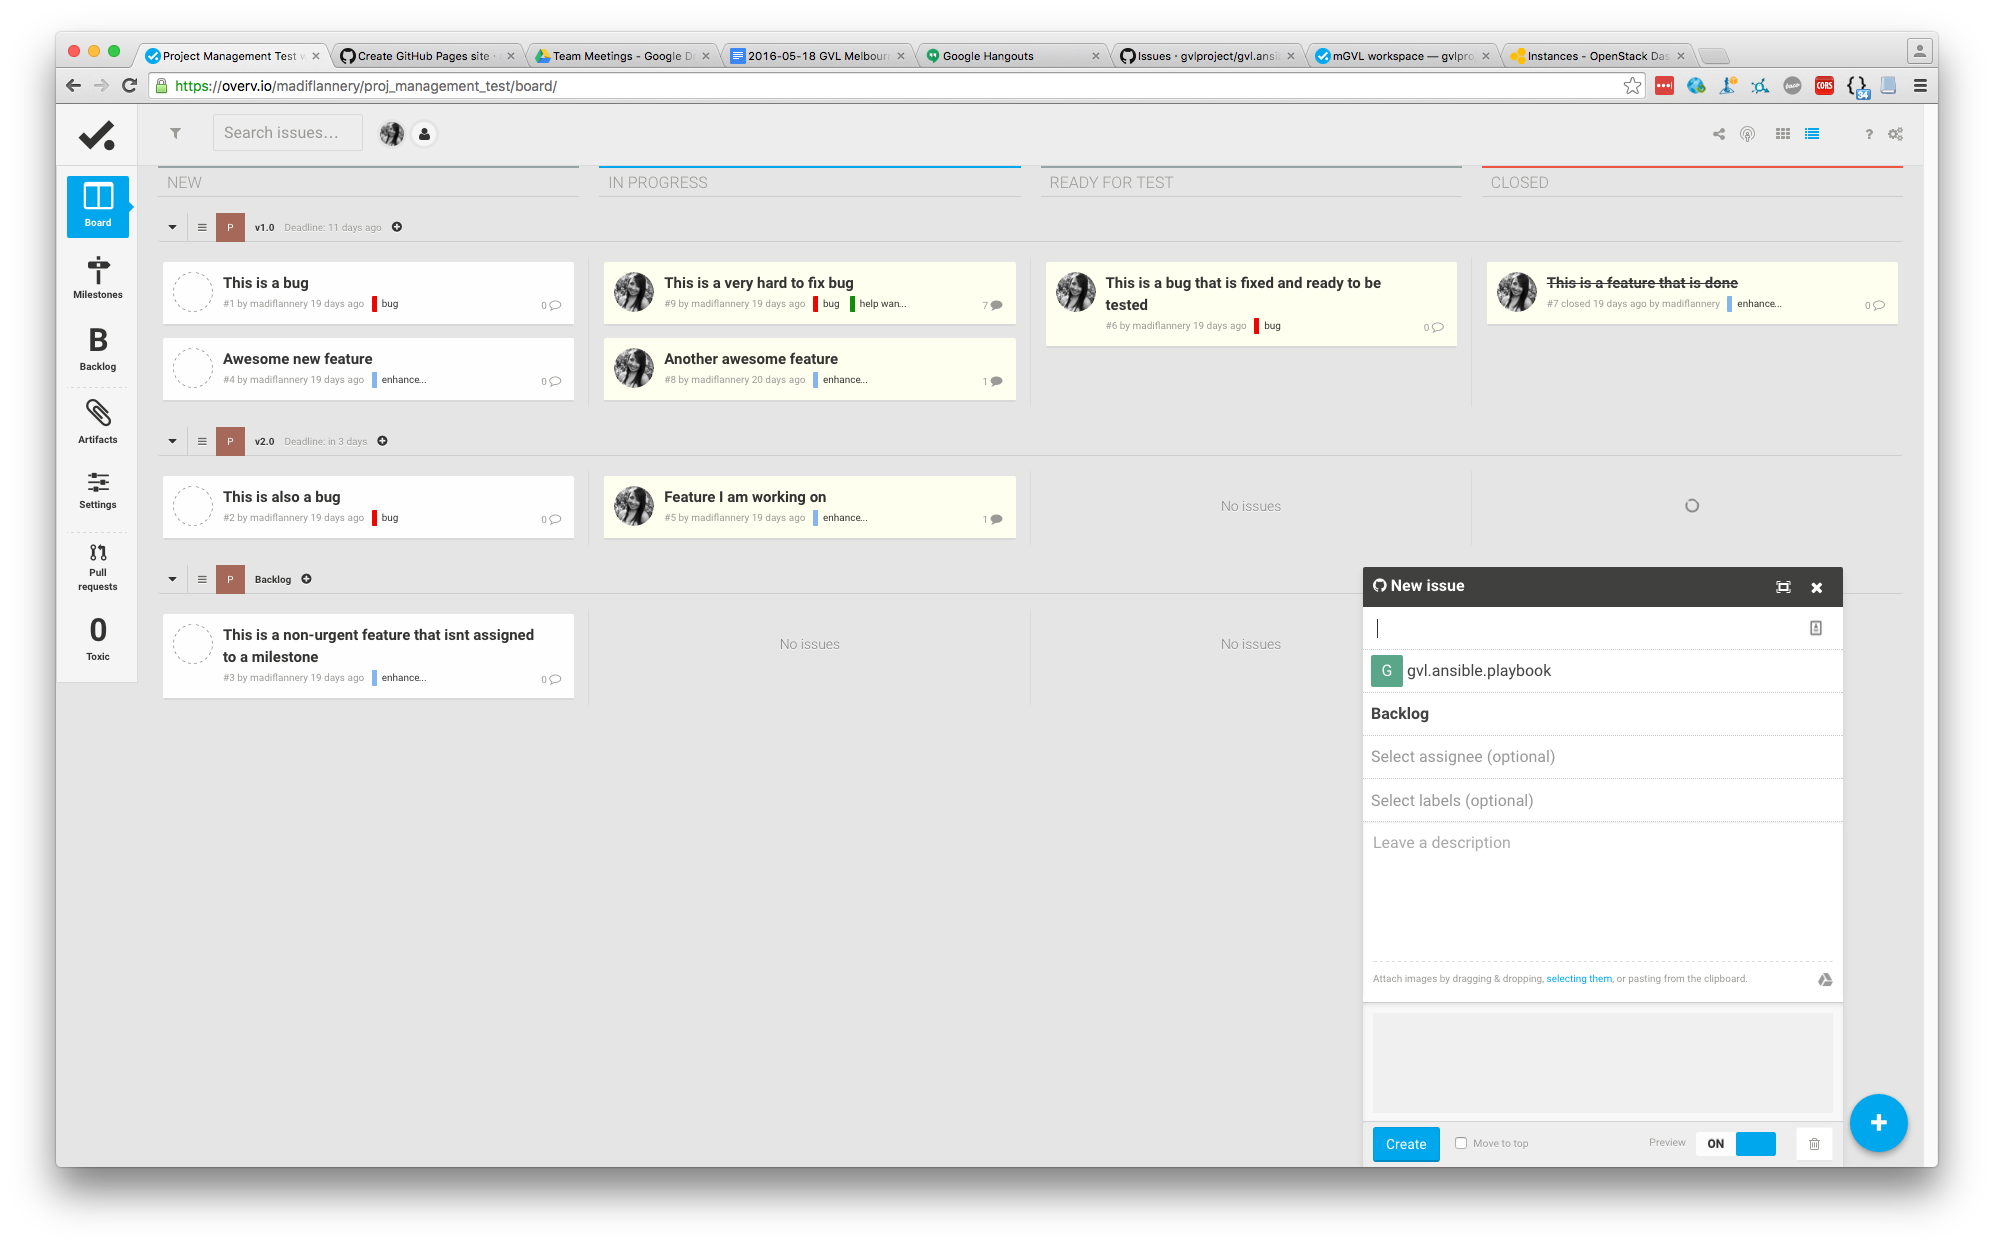 Project Management Test
Create GitHub Pages site
Team Meetings - Google D
2016-05-18 GVL Melbour
Google Hangouts
Issues · gvlproject/gvl.ansi
mGVL workspace — gvlpro
Instances - OpenStack Das
https://overv.io/madiflannery/proj_management_test/board/
CORS
34
Search issues...
?
NEW
IN PROGRESS
READY FOR TEST
CLOSED
Board
Milestones
B
Backlog
Artifacts
Settings
Pull
requests
0
Toxic
P v1.0 Deadline: 11 days ago
This is a bug
#1 by madiflannery 19 days ago bug 0
This is a very hard to fix bug
#9 by madiflannery 19 days ago bug help wan... 7
This is a bug that is fixed and ready to be
tested
#6 by madiflannery 19 days ago bug 0
This is a feature that is done
#7 closed 19 days ago by madiflannery enhance... 0
Awesome new feature
#4 by madiflannery 19 days ago enhance... 0
Another awesome feature
#8 by madiflannery 20 days ago enhance... 1
P v2.0 Deadline: in 3 days
This is also a bug
#2 by madiflannery 19 days ago bug 0
Feature I am working on
#5 by madiflannery 19 days ago enhance... 1
No issues
P Backlog
This is a non-urgent feature that isnt assigned
to a milestone
#3 by madiflannery 19 days ago enhance... 0
No issues
No issues
New issue
G gvl.ansible.playbook
Backlog
Select assignee (optional)
Select labels (optional)
Leave a description
Attach images by dragging & dropping, selecting them, or pasting from the clipboard.
Create
Move to top
Preview ON
+